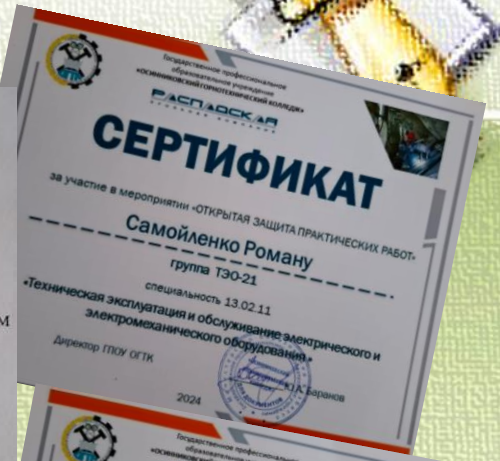 Государственное профессиональное
образовательное учреждение
«ОСИННИКОВСКИЙ ГОРНОТЕХНИЧЕСКИЙ КОЛЛЕДЖ»
РАСПАДСКАЯ
УГОЛЬНАЯ КОМПАНИЯ
СЕРТИФИКАТ
за участие в мероприятии «ОТКРЫТАЯ ЗАЩИТА ПРАКТИЧЕСКИХ РАБОТ»
Самойленко Роману
группа ТЭО-21
специальность 13.02.11
«Техническая эксплуатация и обслуживание электрического и
электромеханического оборудования»
Директор ГПОУ ОГТК
Ю.А. Баранов
2024
м
Государственное профессиональное
образовательное учреждение